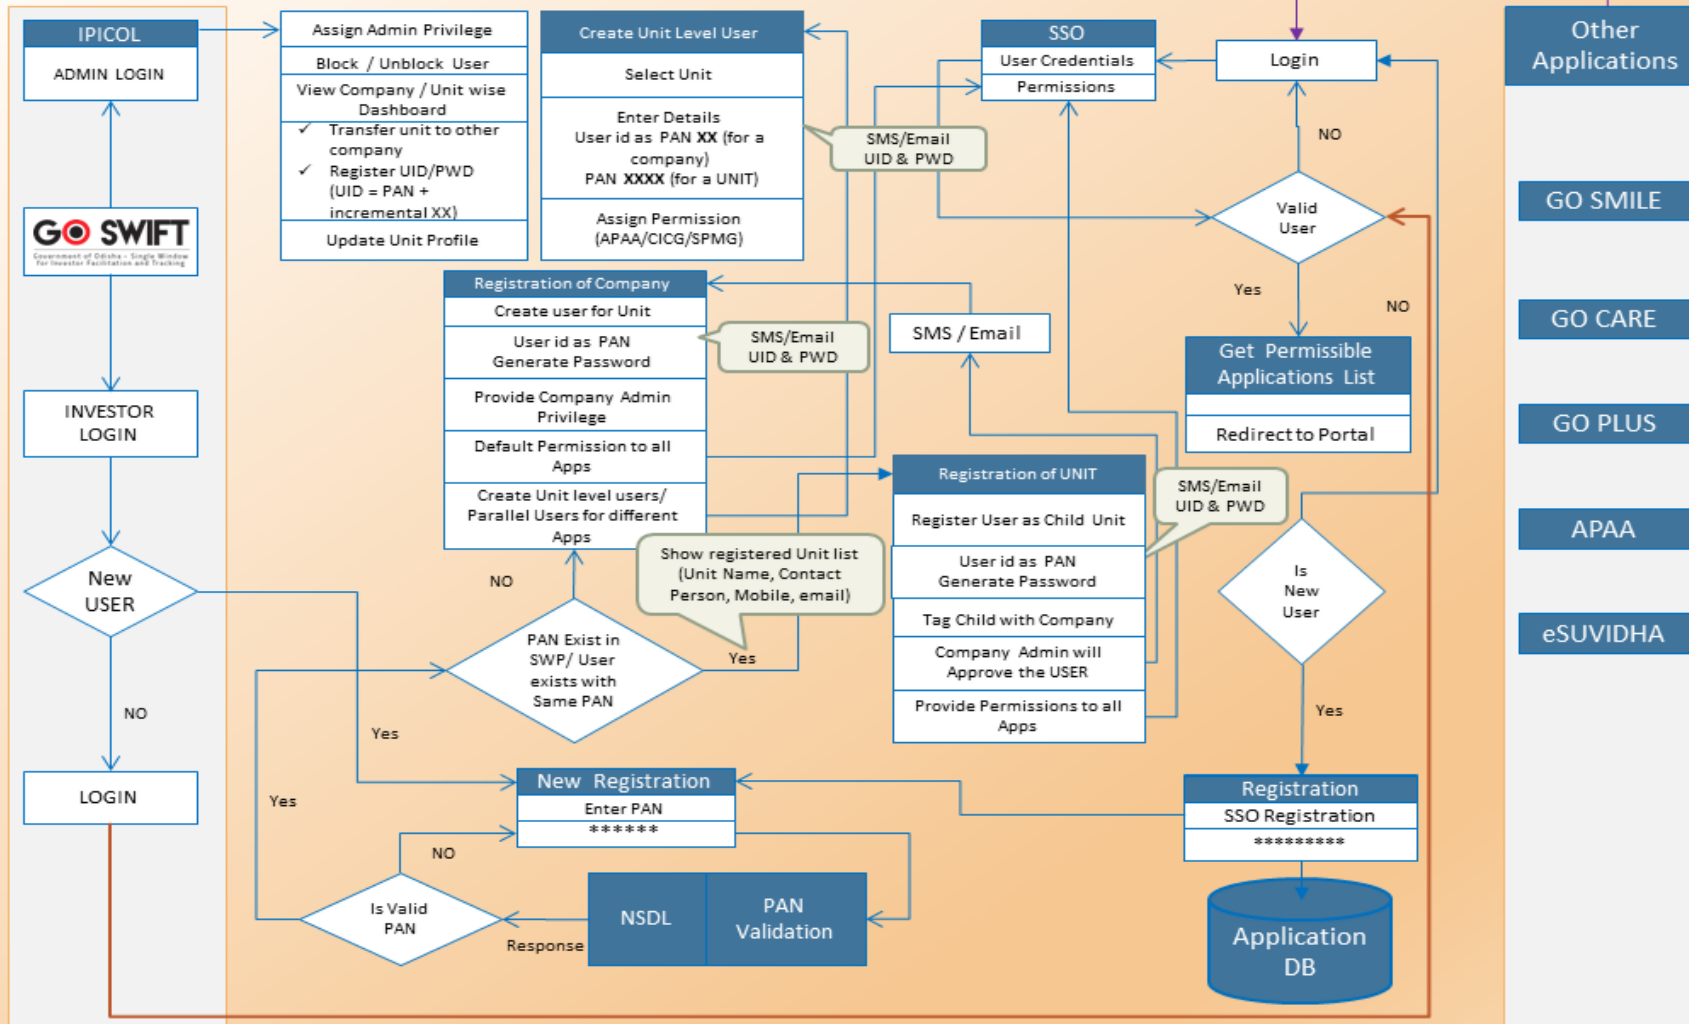 IPICOL
ADMIN LOGIN
GO SWIFT
Government of Odisha - Single Window
for Investor Facilitation and Tracking
INVESTOR
LOGIN
New
USER
NO
LOGIN
Assign Admin Privilege
Block / Unblock User
View Company / Unit wise
Dashboard
✓ Transfer unit to other
company
✓ Register UID/PWD
(UID = PAN +
incremental XX)
Update Unit Profile
Create Unit Level User
Select Unit
Enter Details
User id as PAN XX (for a
company)
PAN XXXX (for a UNIT)
Assign Permission
(APAA/CICG/SPMG)
SMS/Email
UID & PWD
SSO
User Credentials
Permissions
Login
NO
Valid
User
Yes
NO
Get Permissible
Applications List
Redirect to Portal
Registration of Company
Create user for Unit
User id as PAN
Generate Password
Provide Company Admin
Privilege
Default Permission to all
Apps
Create Unit level users/
Parallel Users for different
Apps
SMS/Email
UID & PWD
SMS / Email
Registration of UNIT
Register User as Child Unit
User id as PAN
Generate Password
Tag Child with Company
Company Admin will
Approve the USER
Provide Permissions to all
Apps
SMS/Email
UID & PWD
Show registered Unit list
(Unit Name, Contact
Person, Mobile, email)
NO
PAN Exist in
SWP/ User
exists with
Same PAN
Yes
Is
New
User
Yes
Yes
Yes
New Registration
Enter PAN
******
NO
Is Valid
PAN
Response
NSDL
PAN
Validation
Registration
SSO Registration
*********
Application
DB
Other
Applications
GO SMILE
GO CARE
GO PLUS
APAA
eSUVIDHA